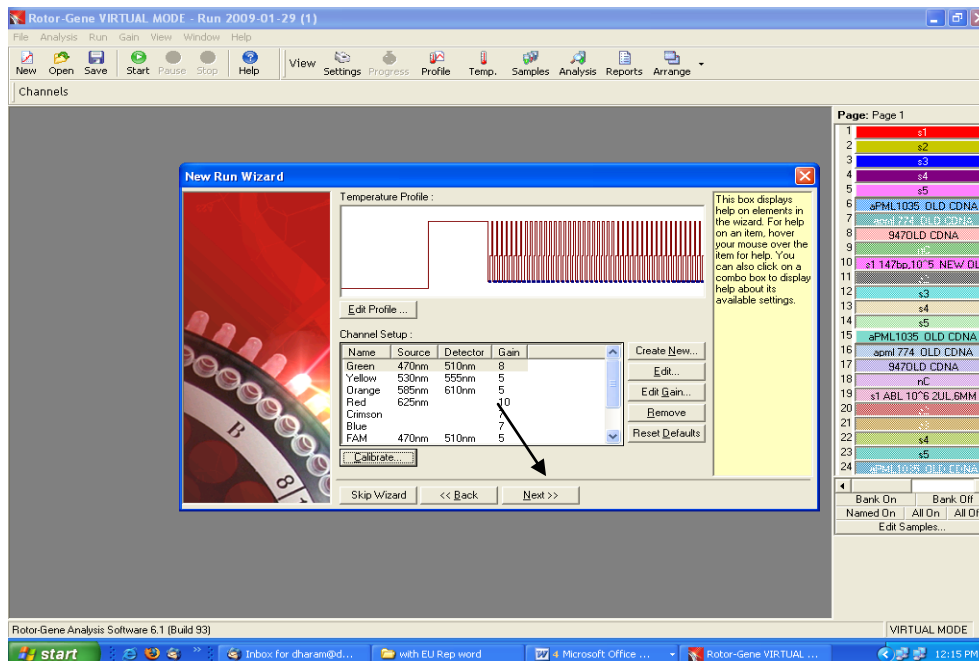 Rotor-Gene VIRTUAL MODE - Run 2009-01-29 (1)
File Analysis Run Gain View Window Help
New Open Save Start Pause Stop Help View Settings Progress Profile Temp. Samples Analysis Reports Arrange
Channels
Page: Page 1
1 s1
2 s2
3 s3
4 s4
5 s5
6 aPML1035 OLD CDNA
7 apml 774 OLD CDNA
8 947OLD CDNA
9 nC
10 s1 147bp,10^5 NEW OL
11
12 s3
13 s4
14 s5
15 aPML1035 OLD CDNA
16 apml 774 OLD CDNA
17 947OLD CDNA
18 nC
19 s1 ABL 10^6 2UL,6MM
20
21
22 s4
23 s5
24 aPML1035 OLD CDNA
Bank On Bank Off
Named On All On All Of
Edit Samples...
New Run Wizard
Temperature Profile :
Edit Profile ...
Channel Setup :
Name Source Detector Gain
Green 470nm 510nm 8
Yellow 530nm 555nm 5
Orange 585nm 610nm 5
Red 625nm 10
Crimson 7
Blue 7
FAM 470nm 510nm 5
Create New...
Edit...
Edit Gain...
Remove
Reset Defaults
Calibrate...
Skip Wizard << Back Next >>
This box displays
help on elements in
the wizard. For help
on an item, hover
your mouse over the
item for help. You
can also click on a
combo box to display
help about its
available settings.
B
8
Rotor-Gene Analysis Software 6.1 (Build 93) VIRTUAL MODE
start Inbox for dharam@d... with EU Rep word 4 Microsoft Office ... Rotor-Gene VIRTUAL ... 12:15 PM